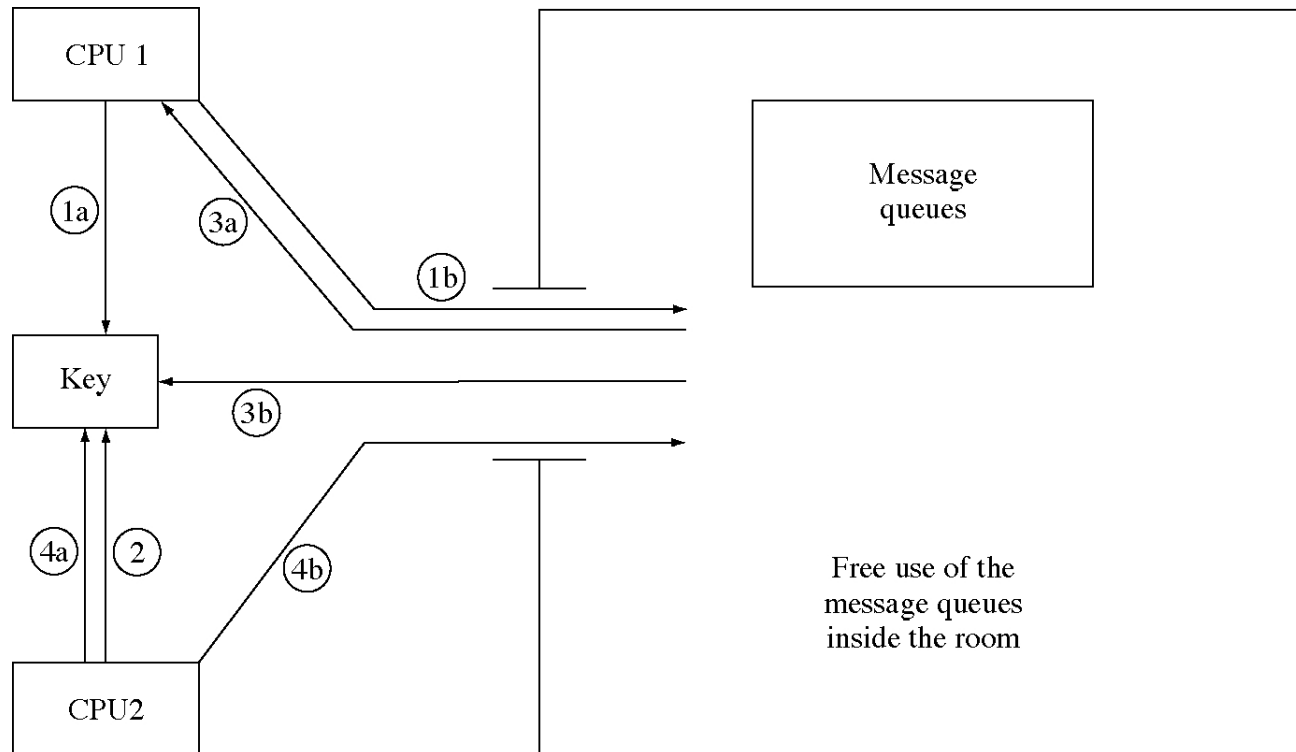 CPU 1
Message
queues
1a
3a
1b
Key
3b
4a
2
4b
Free use of the
message queues
inside the room
CPU2